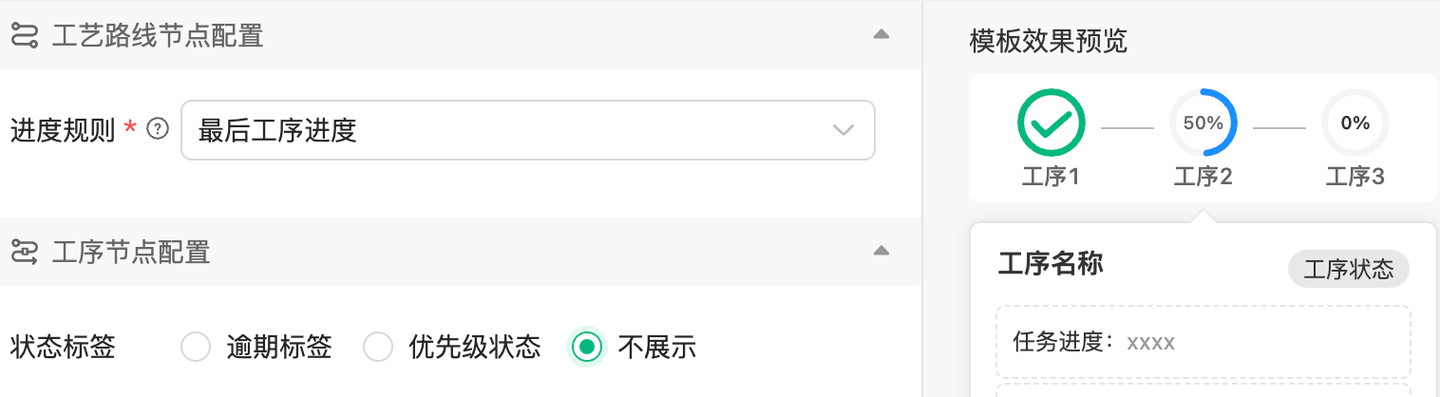 工艺路线节点配置
进度规则 * ? 最后工序进度
工序节点配置
状态标签 逾期标签 优先级状态 不展示
模板效果预览
50% 0%
工序1 工序2 工序3
工序名称 工序状态
任务进度：xxxx